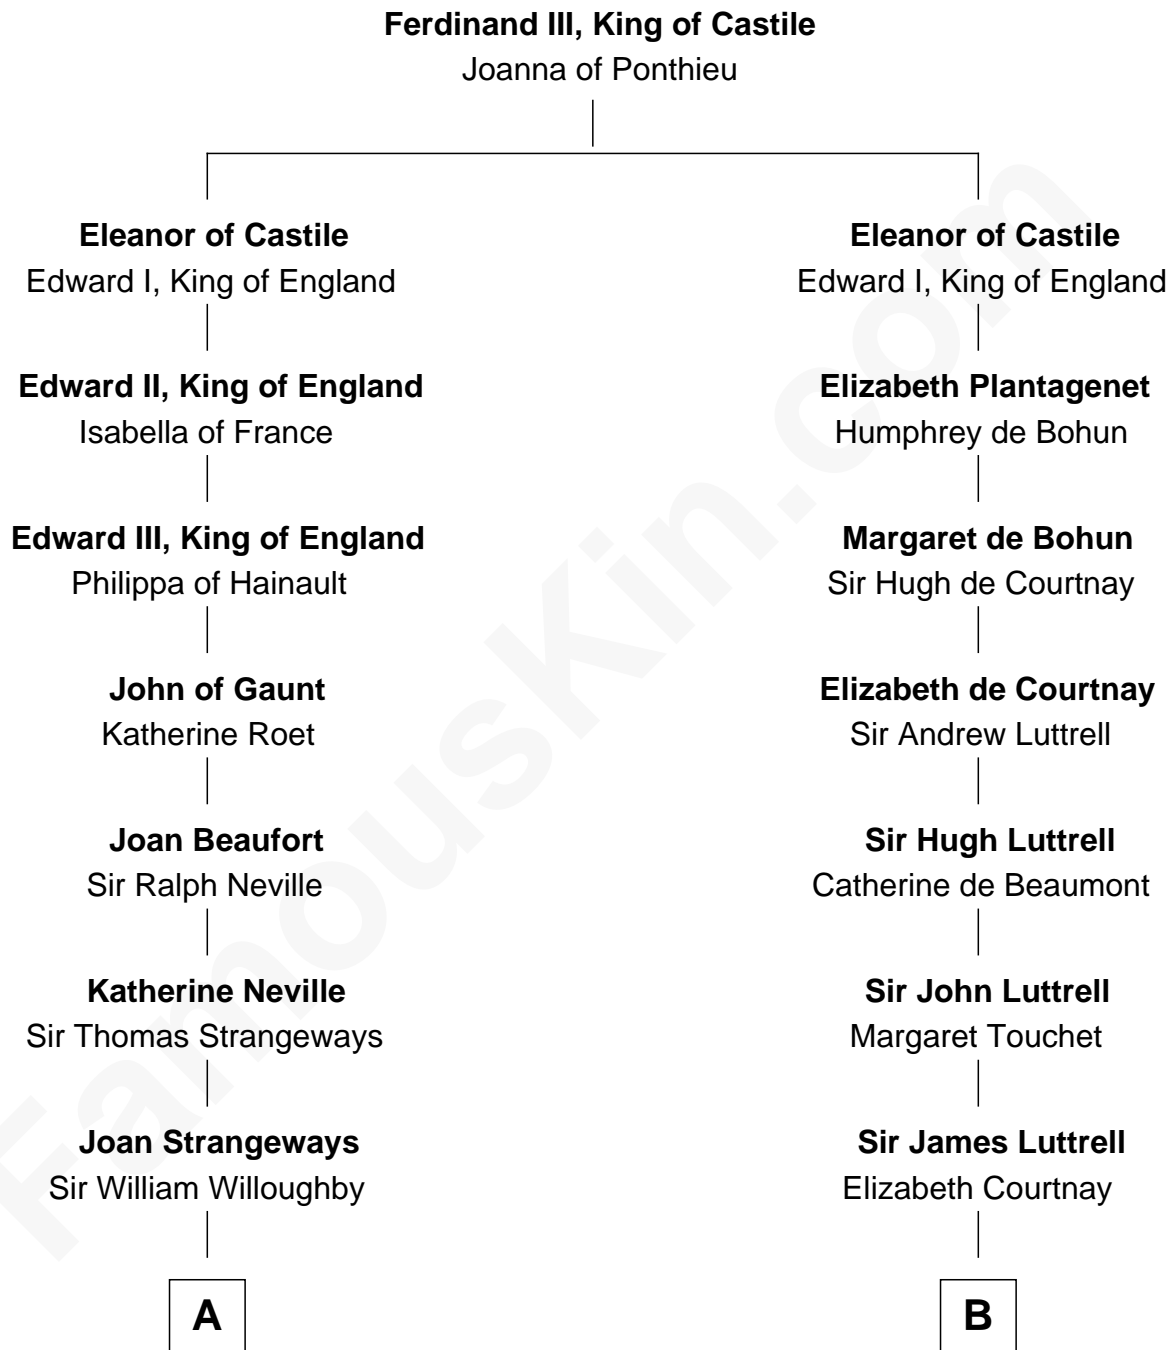 Ferdinand III, King of Castile
Joanna of Ponthieu
Eleanor of Castile
Edward I, King of England
Eleanor of Castile
Edward I, King of England
Edward II, King of England
Isabella of France
Elizabeth Plantagenet
Humphrey de Bohun
Edward III, King of England
Philippa of Hainault
Margaret de Bohun
Sir Hugh de Courtnay
John of Gaunt
Katherine Roet
Elizabeth de Courtnay
Sir Andrew Luttrell
Joan Beaufort
Sir Ralph Neville
Sir Hugh Luttrell
Catherine de Beaumont
Katherine Neville
Sir Thomas Strangeways
Sir John Luttrell
Margaret Touchet
Joan Strangeways
Sir William Willoughby
Sir James Luttrell
Elizabeth Courtnay
A
B
FamousKin.com